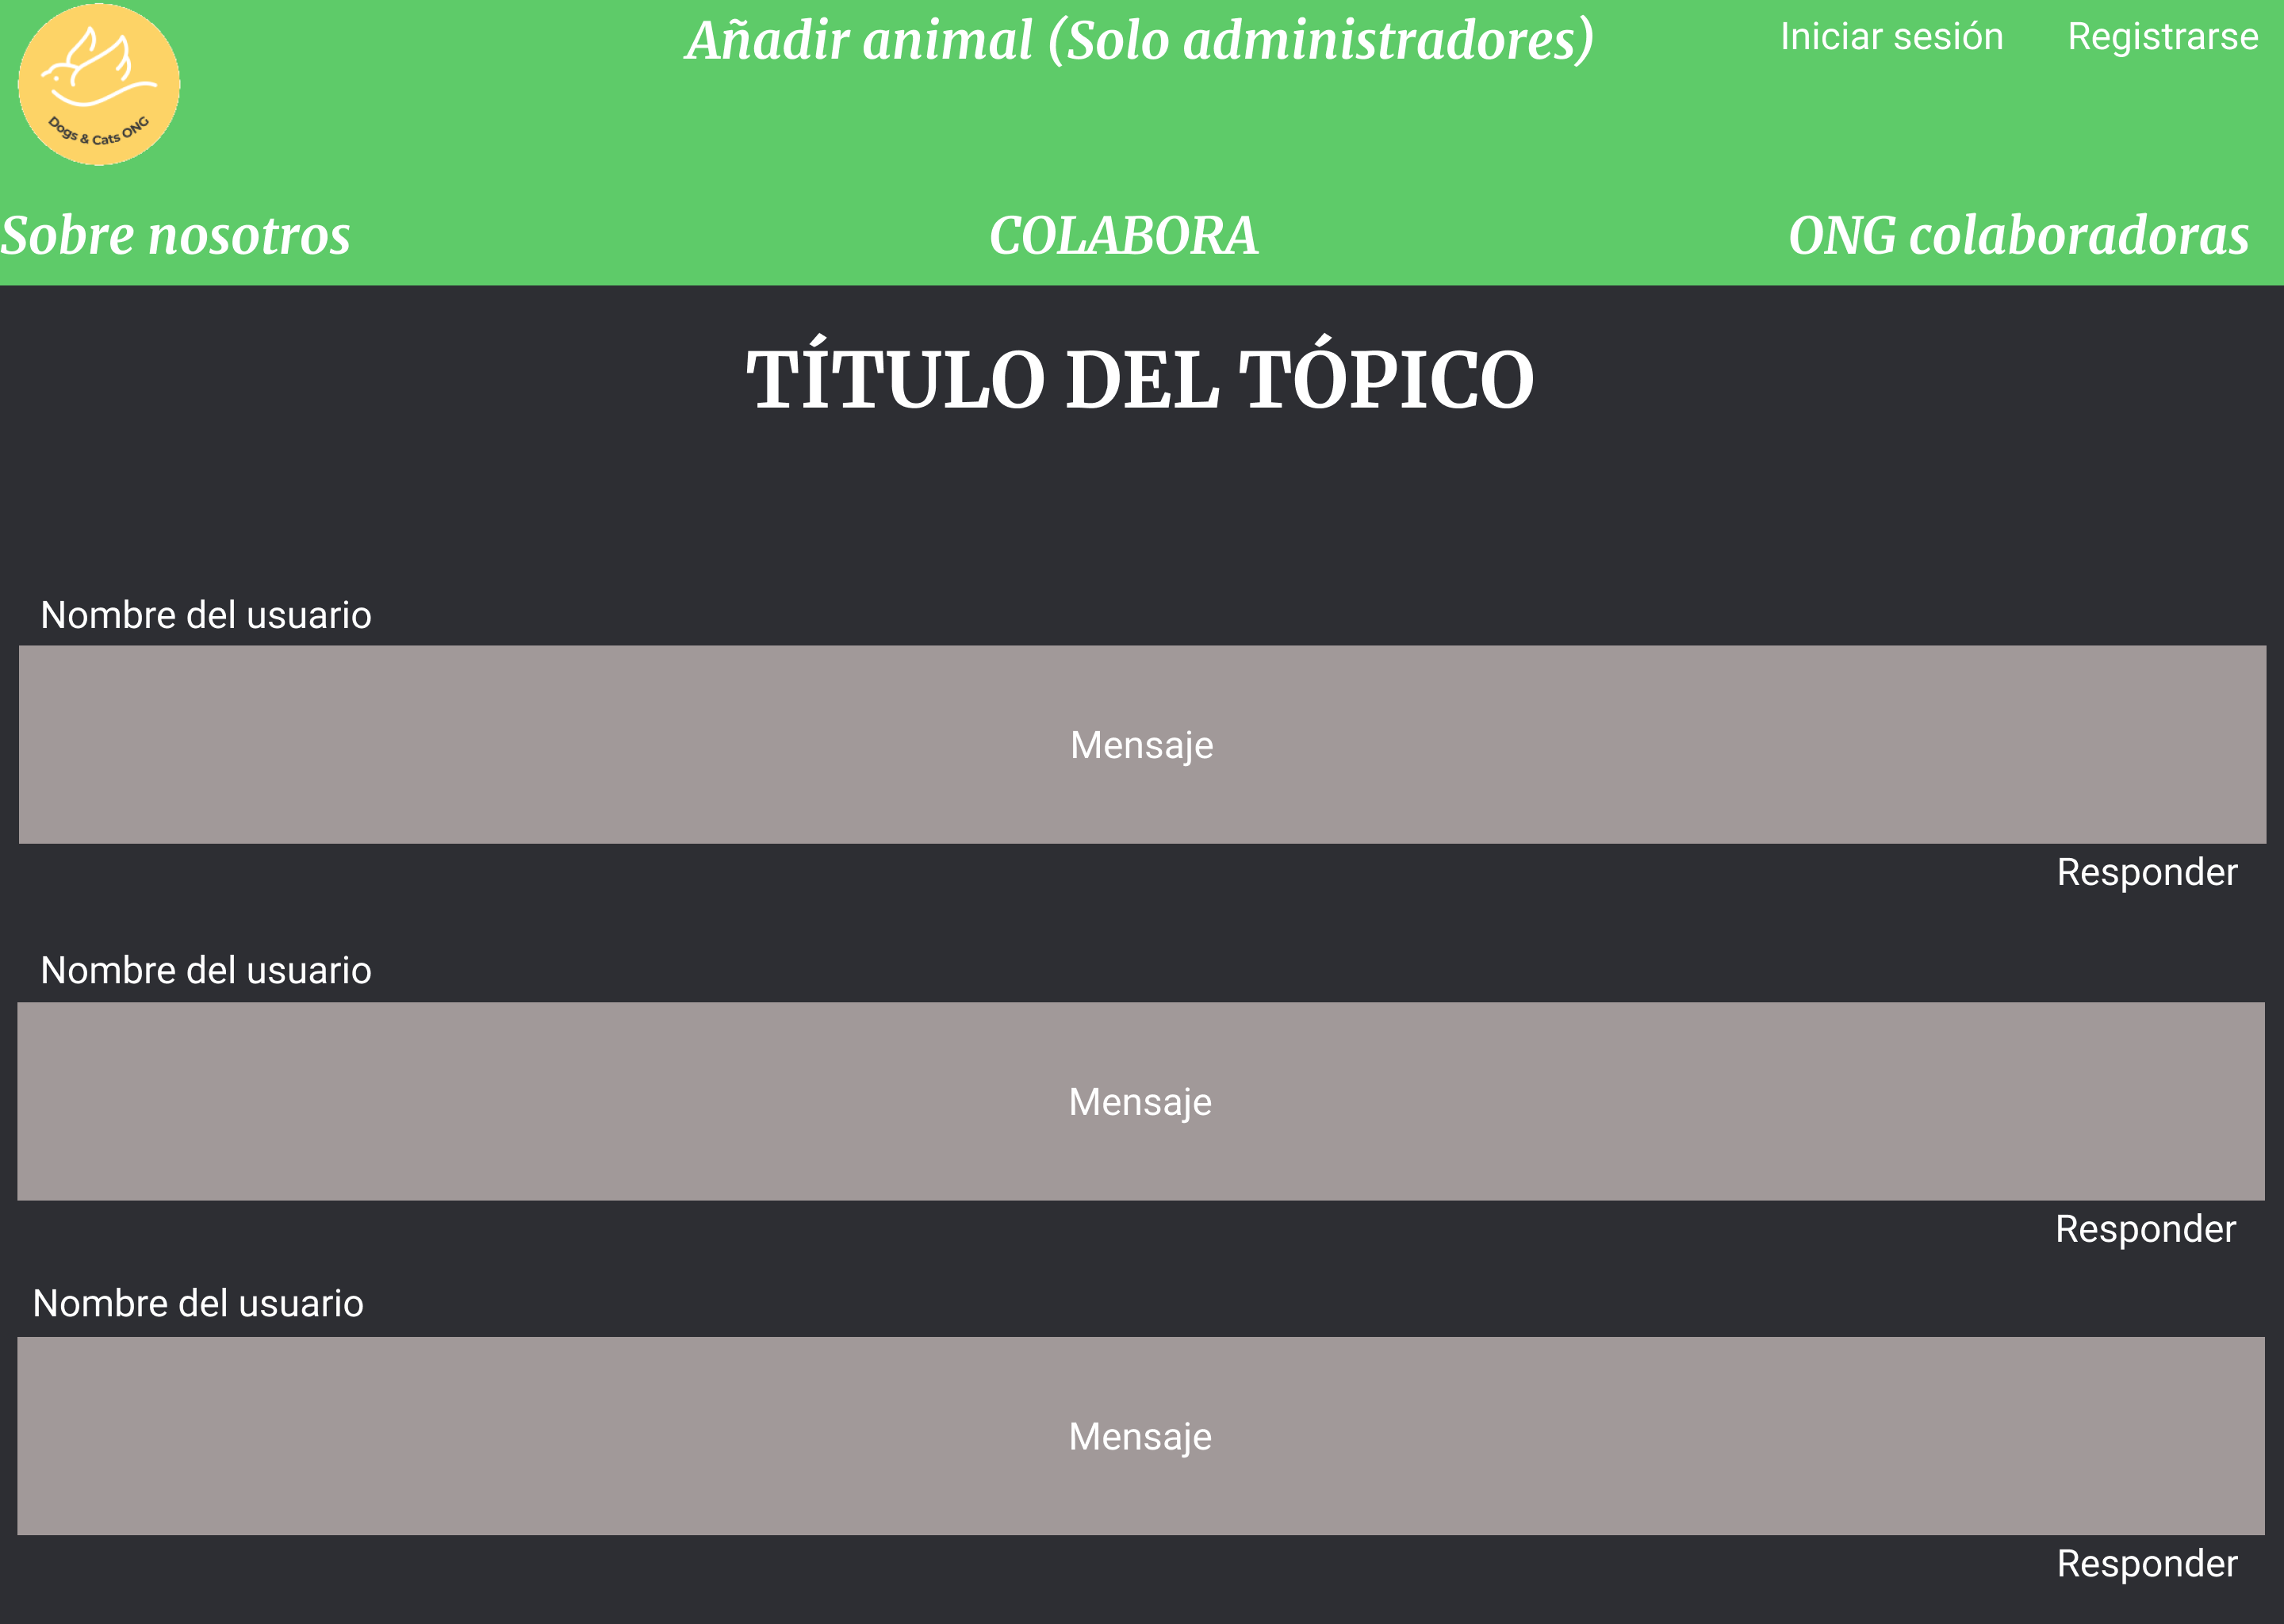 Añadir animal (Solo administradores)
Iniciar sesión
Registrarse
Dogs & Cats ONG
Sobre nosotros
COLABORA
ONG colaboradoras
TÍTULO DEL TÓPICO
Nombre del usuario
Mensaje
Responder
Nombre del usuario
Mensaje
Responder
Nombre del usuario
Mensaje
Responder